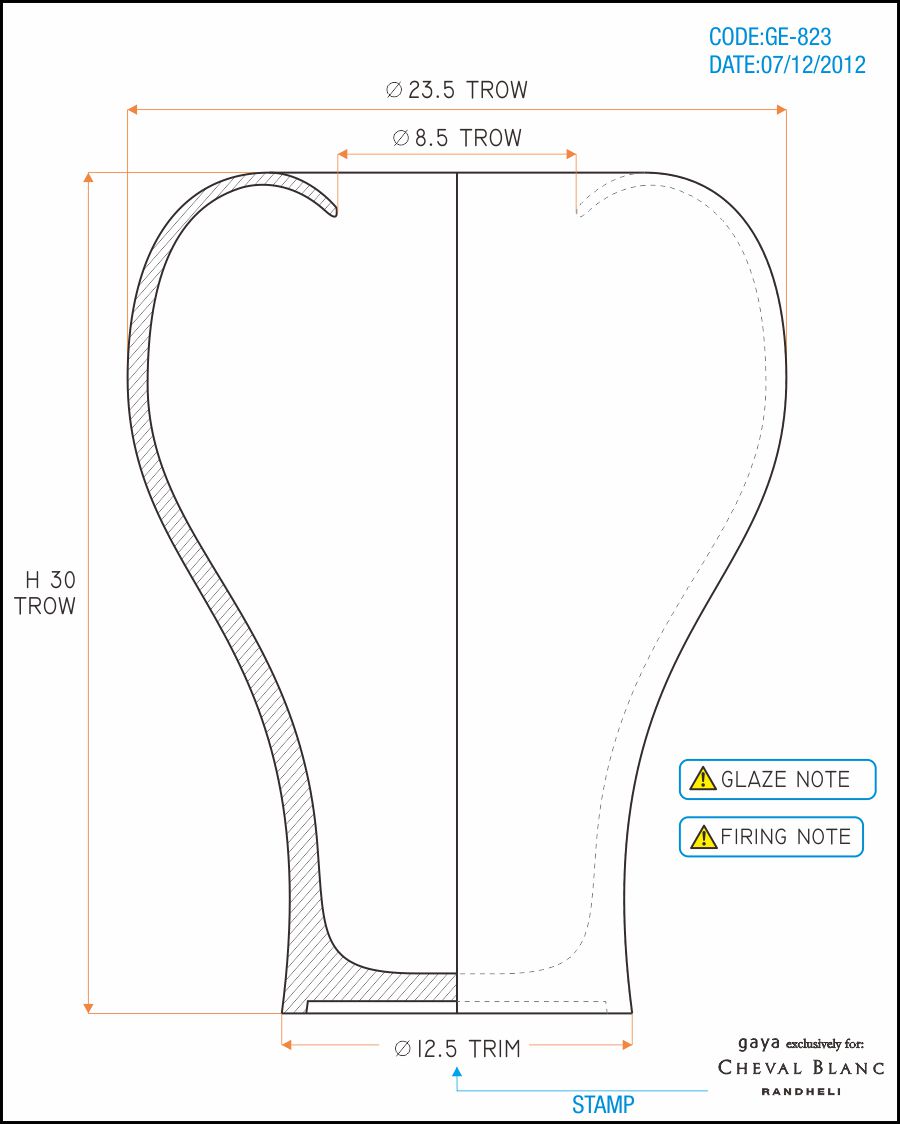 CODE:GE-823
DATE:07/12/2012
∅ 23.5 TROW
∅ 8.5 TROW
H 30
TROW
GLAZE NOTE
FIRING NOTE
∅ 12.5 TRIM
STAMP
gaya exclusively for:
CHEVAL BLANC
RANDHELI